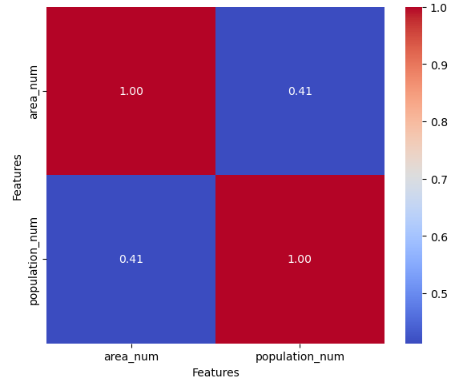 1.00
0.41
0.41
1.00
area_num
population_num
Features
area_num
population_num
Features
1.0
0.9
0.8
0.7
0.6
0.5